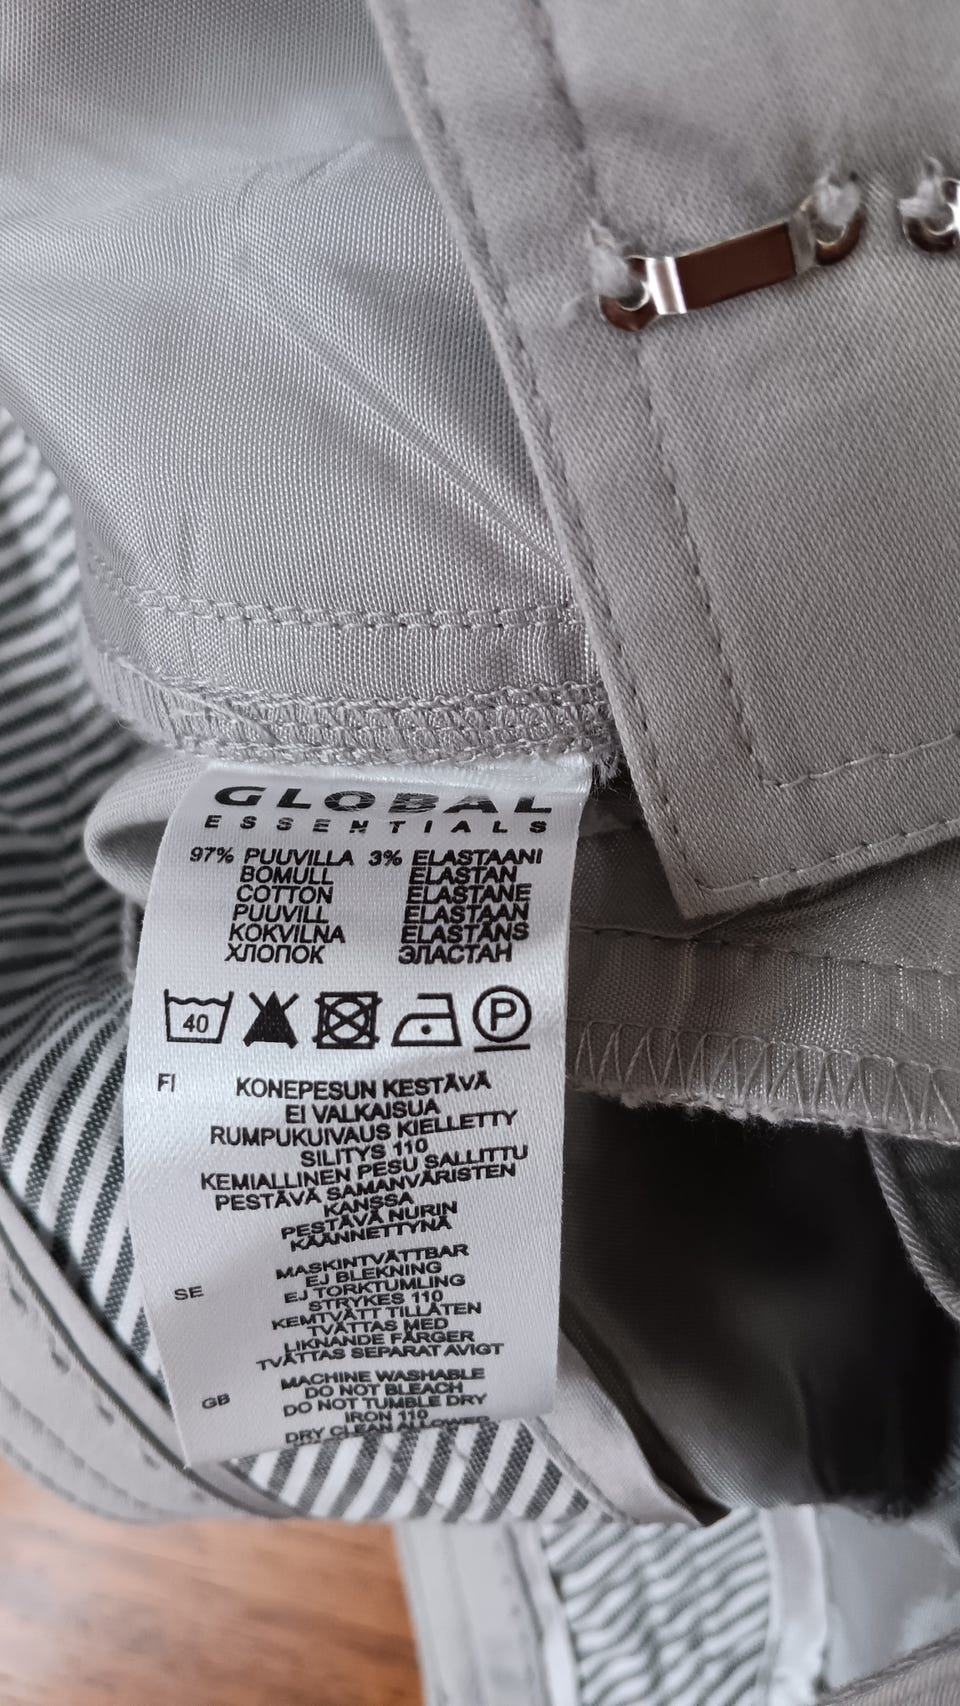 GLOBAL
ESSENTIALS
97% PUUVILLA 3% ELASTAANI
BOMULL ELASTAN
COTTON ELASTANE
PUUVILL ELASTAAN
KOKVILNA ELASTĀNS
ХЛОПОК ЭЛАСТАН
40 P
FI KONEPESUN KESTÄVÄ
EI VALKAISUA
RUMPUKUIVAUS KIELLETTY
SILITYS 110
KEMIALLINEN PESU SALLITTU
PESTÄVÄ SAMANVÄRISTEN
KANSSA
PESTÄVÄ NURIN
KÄÄNNETTYNÄ
SE MASKINTVÄTTBAR
EJ BLEKNING
EJ TORKTUMLING
STRYKES 110
KEMTVÄTT TILLÅTEN
TVÄTTAS MED
LIKNANDE FÄRGER
TVÄTTAS SEPARAT AVIGT
GB MACHINE WASHABLE
DO NOT BLEACH
DO NOT TUMBLE DRY
IRON 110
DRY CLEAN ALLOWED